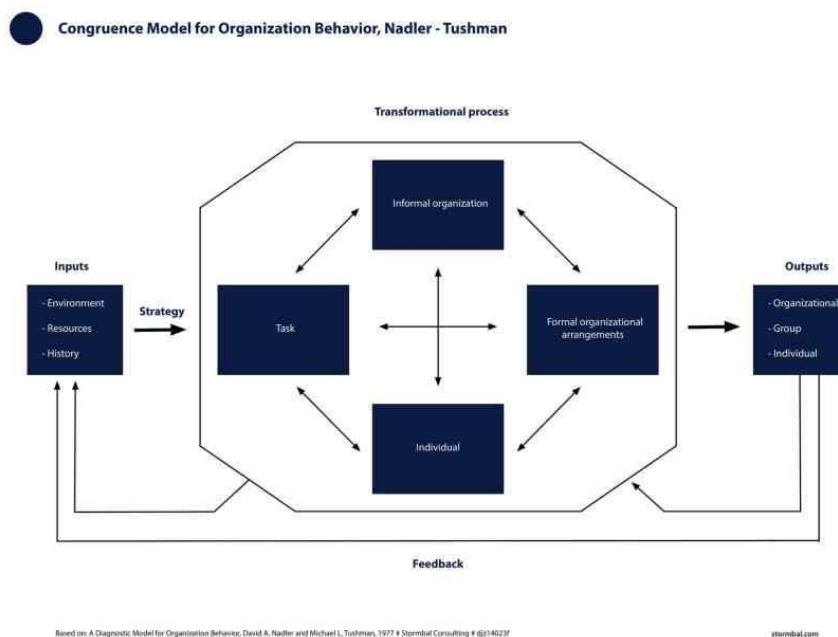 Congruence Model for Organization Behavior, Nadler - Tushman
Transformational process
Informal organization
Inputs
- Environment
- Resources
- History
Strategy
Task
Formal organizational
arrangements
Individual
Outputs
- Organizational
- Group
- Individual
Feedback
Based on: A Diagnostic Model for Organization Behavior, David A. Nadler and Michael L. Tushman, 1977 # Stormbal Consulting #
stormbal.com